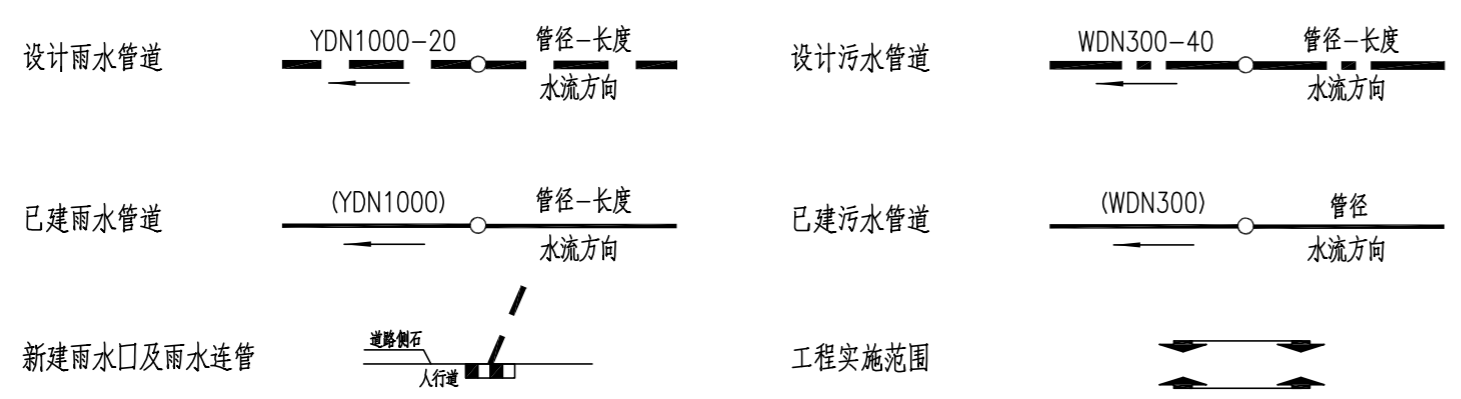 设计雨水管道
YDN1000-20
管径-长度
水流方向
设计污水管道
WDN300-40
管径-长度
水流方向
已建雨水管道
(YDN1000)
管径-长度
水流方向
已建污水管道
(WDN300)
管径
水流方向
新建雨水口及雨水连管
道路侧石
人行道
工程实施范围